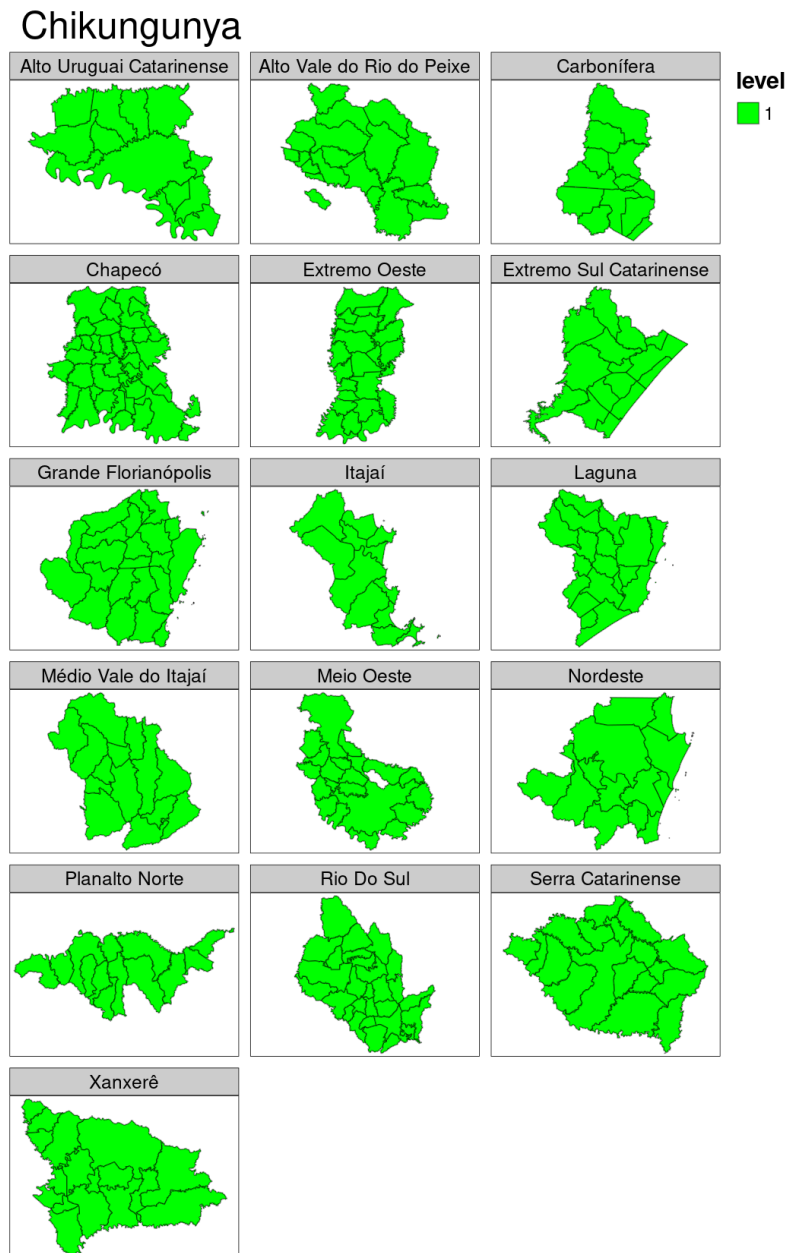 Chikungunya
Alto Uruguai Catarinense
Alto Vale do Rio do Peixe
Carbonífera
level
1
Chapecó
Extremo Oeste
Extremo Sul Catarinense
Grande Florianópolis
Itajaí
Laguna
Médio Vale do Itajaí
Meio Oeste
Nordeste
Planalto Norte
Rio Do Sul
Serra Catarinense
Xanxerê